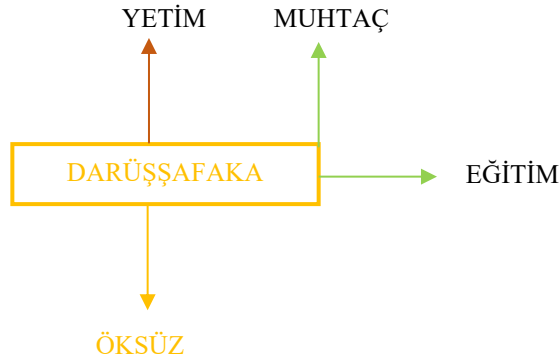 YETİM
MUHTAÇ
DARÜŞŞAFAKA
EĞİTİM
ÖKSÜZ